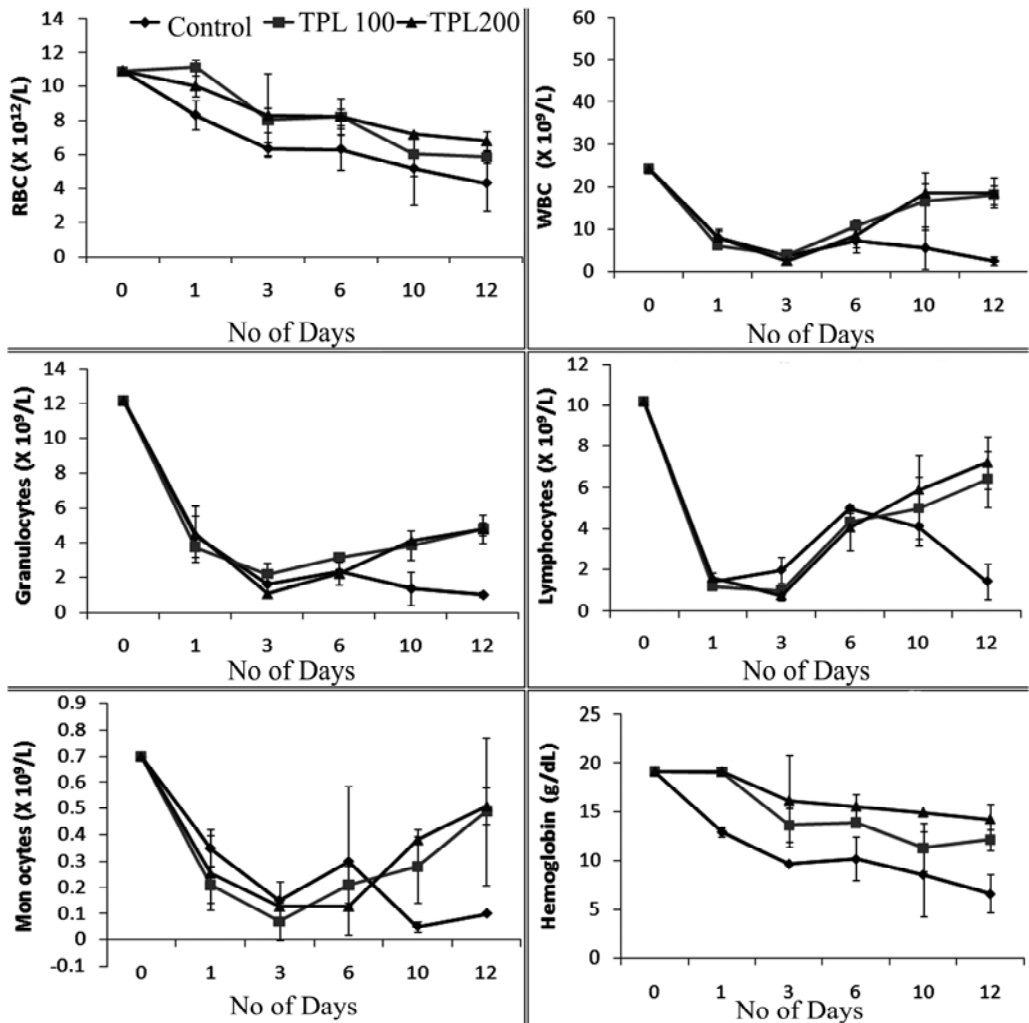 Control TPL 100 TPL200
RBC (X 10¹²/L)
14
12
10
8
6
4
2
0
0 1 3 6 10 12
No of Days
WBC (X 10⁹/L)
60
50
40
30
20
10
0
0 1 3 6 10 12
No of Days
Granulocytes (X 10⁹/L)
14
12
10
8
6
4
2
0
0 1 3 6 10 12
No of Days
Lymphocytes (X 10⁹/L)
12
10
8
6
4
2
0
0 1 3 6 10 12
No of Days
Mon ocytes (X 10⁹/L)
0.9
0.8
0.7
0.6
0.5
0.4
0.3
0.2
0.1
0
-0.1
0 1 3 6 10 12
No of Days
Hemoglobin (g/dL)
25
20
15
10
5
0
0 1 3 6 10 12
No of Days